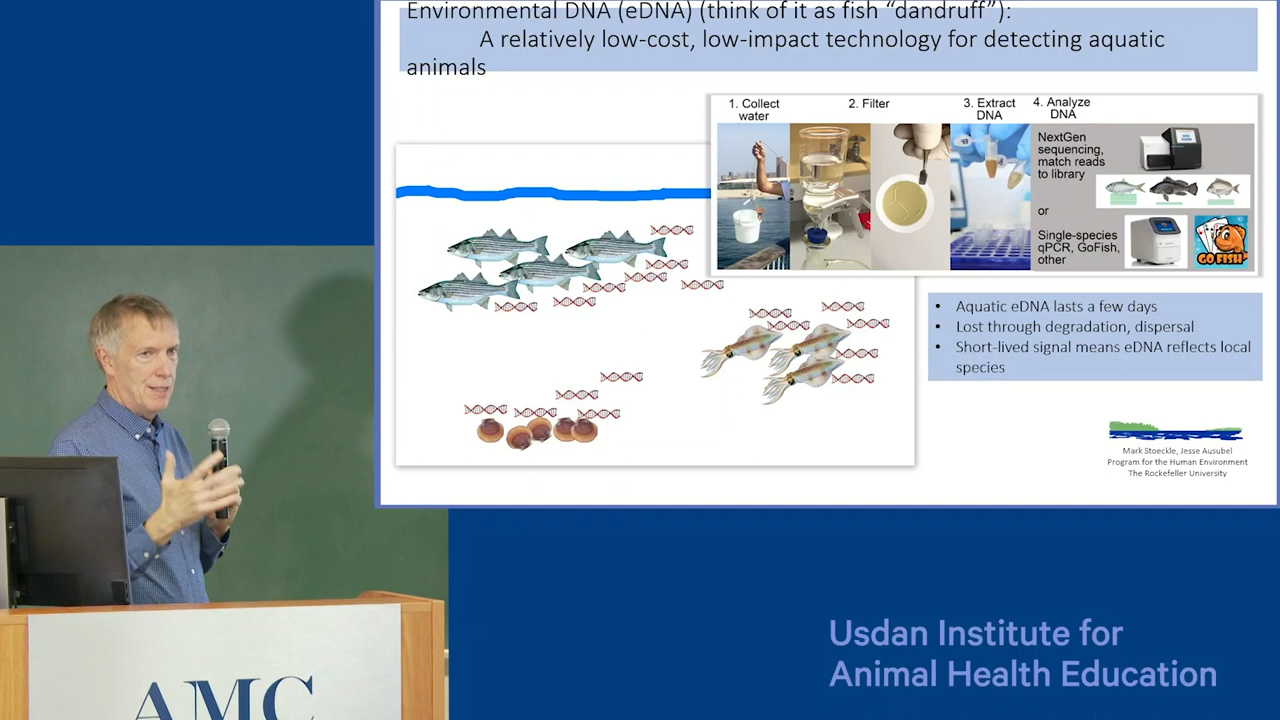 Environmental DNA (eDNA) (think of it as fish “dandruff”):
A relatively low-cost, low-impact technology for detecting aquatic
animals
1. Collect
water
2. Filter
3. Extract
DNA
4. Analyze
DNA
NextGen
sequencing,
match reads
to library
or
Single-species
qPCR, GoFish,
other
GO FISH
• Aquatic eDNA lasts a few days
• Lost through degradation, dispersal
• Short-lived signal means eDNA reflects local
species
Mark Stoeckle, Jesse Ausubel
Program for the Human Environment
The Rockefeller University
AMC
Usdan Institute for
Animal Health Education